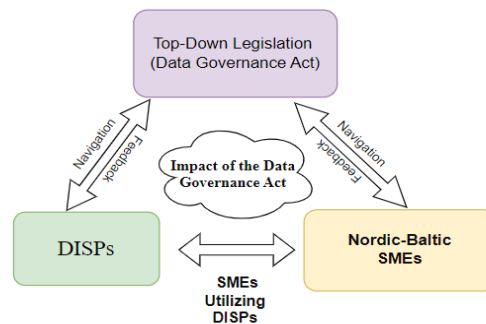 Top-Down Legislation
(Data Governance Act)
Navigation
Feedback
Navigation
Feedback
Impact of the Data
Governance Act
DISPs
Nordic-Baltic
SMEs
SMEs
Utilizing
DISPs